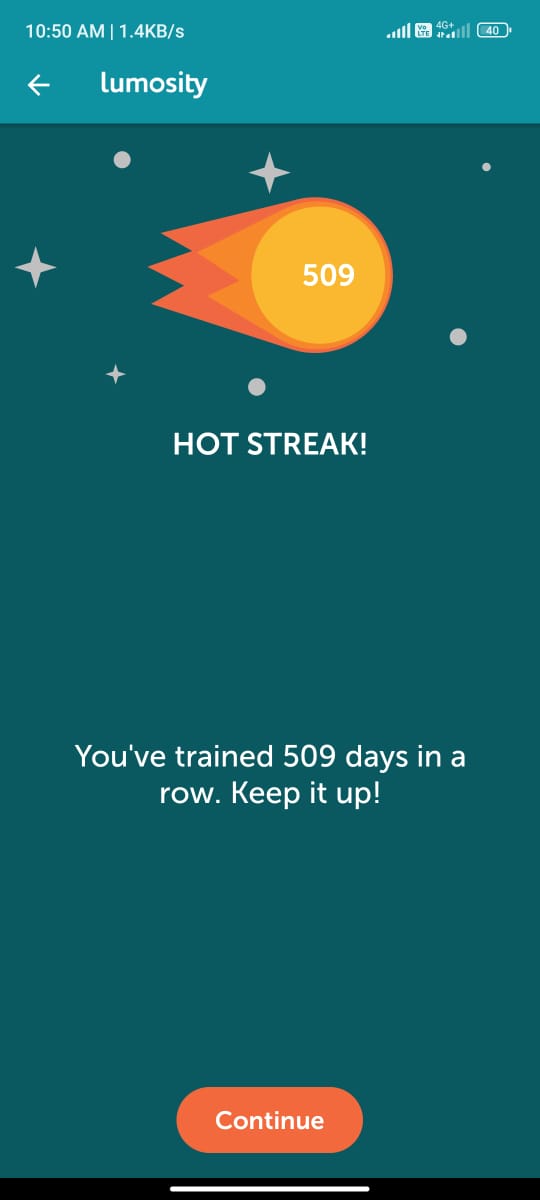 10:50 AM | 1.4KB/s
Vo LTE 4G+ 40
lumosity
509
HOT STREAK!
You've trained 509 days in a
row. Keep it up!
Continue